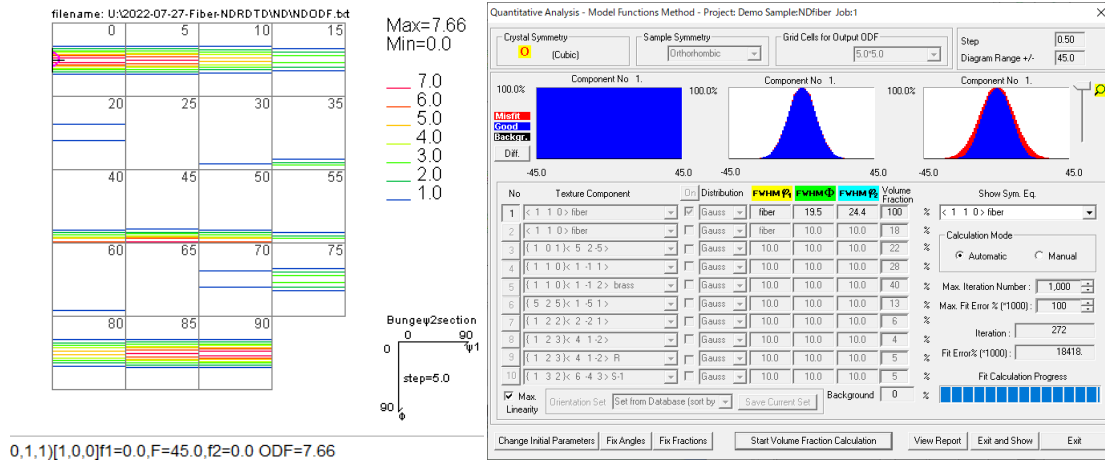 filename: U:\2022-07-27-Fiber-NDRDTD\ND\NDODF.txt
0 5 10 15
20 25 30 35
40 45 50 55
60 65 70 75
80 85 90
Max=7.66
Min=0.0
7.0
6.0
5.0
4.0
3.0
2.0
1.0
Bungeψ2section
0 90
0 ψ1
step=5.0
90
Φ
0,1,1)[1,0,0]f1=0.0,F=45.0,f2=0.0 ODF=7.66
Quantitative Analysis - Model Functions Method - Project: Demo Sample:NDfiber Job:1
Crystal Symmetry
O (Cubic)
Sample Symmetry
Orthorhombic
Grid Cells for Output ODF
5.0*5.0
Step 0.50
Diagram Range +/- 45.0
Component No 1. Component No 1. Component No 1.
100.0% 100.0% 100.0%
Misfit
Good
Backgr.
Diff.
-45.0 45.0 -45.0 45.0 -45.0 45.0
No Texture Component On Distribution FWHM φ1 FWHM Φ FWHM φ2 Volume Fraction
1 < 1 1 0> fiber Gauss fiber 19.5 24.4 100 %
2 < 1 1 0> fiber Gauss fiber 10.0 10.0 18 %
3 { 1 0 1}< 5 2 -5> Gauss 10.0 10.0 10.0 22 %
4 { 1 1 0}< 1 -1 1> Gauss 10.0 10.0 10.0 28 %
5 { 1 1 0}< 1 -1 2> brass Gauss 10.0 10.0 10.0 40 %
6 { 5 2 5}< 1 -5 1> Gauss 10.0 10.0 10.0 13 %
7 { 1 2 2}< 2 -2 1> Gauss 10.0 10.0 10.0 6 %
8 { 1 2 3}< 4 1 -2> Gauss 10.0 10.0 10.0 4 %
9 { 1 2 3}< 4 1 -2> R Gauss 10.0 10.0 10.0 5 %
10 { 1 3 2}< 6 -4 3> S-1 Gauss 10.0 10.0 10.0 5 %
Max. Linearity
Orientation Set Set from Database (sort by Save Current Set
Background 0 %
Show Sym. Eq.
< 1 1 0> fiber
Calculation Mode
Automatic Manual
Max. Iteration Number : 1,000
Max. Fit Error % (*1000) : 100
Iteration : 272
Fit Error% (*1000) : 18418.
Fit Calculation Progress
Change Initial Parameters Fix Angles Fix Fractions Start Volume Fraction Calculation View Report Exit and Show Exit